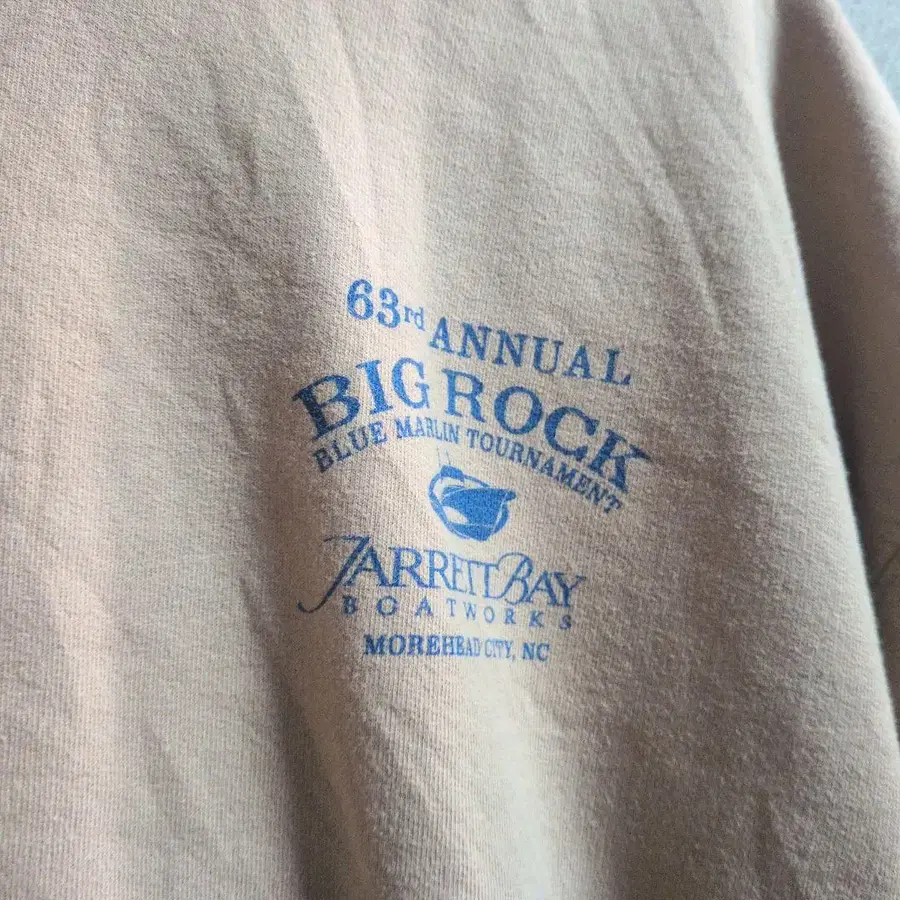 63rd ANNUAL
BIG ROCK
BLUE MARLIN TOURNAMENT
JARRETT BAY
BOATWORKS
MOREHEAD CITY, NC